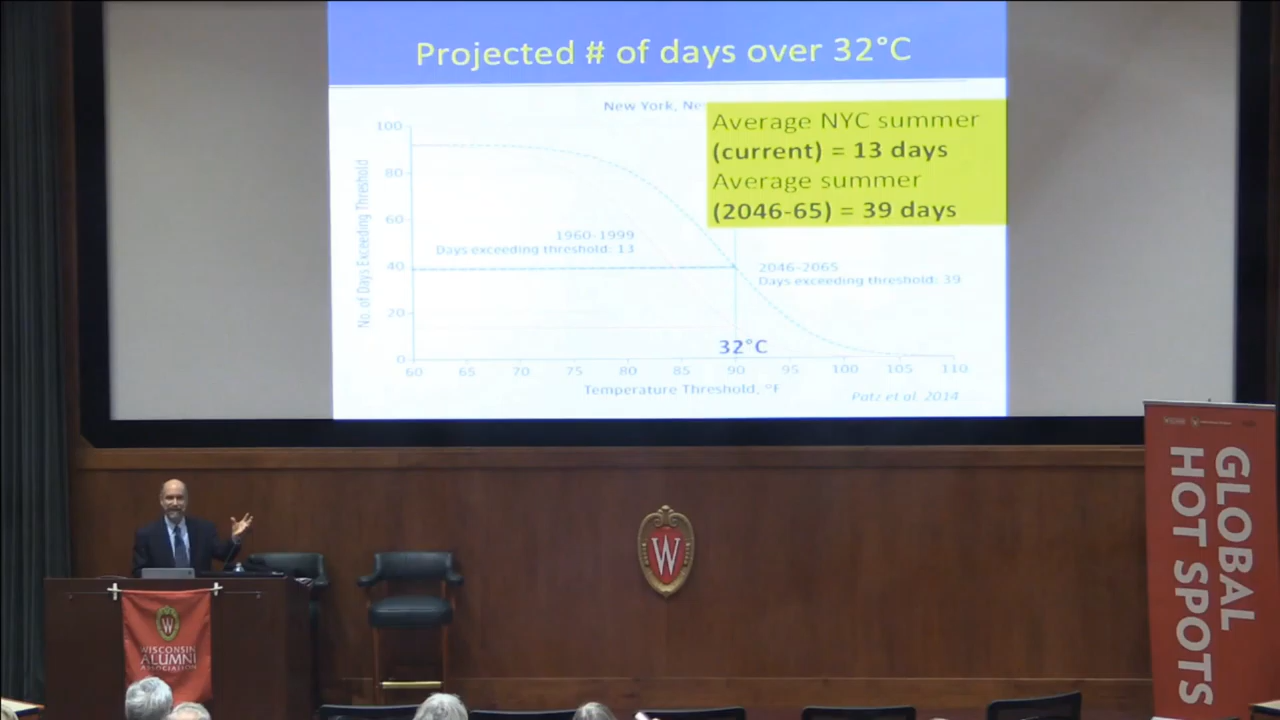 Projected # of days over 32°C
New York, Ne
Average NYC summer
(current) = 13 days
Average summer
(2046-65) = 39 days
No. of Days Exceeding Threshold
100
80
60
40
20
0
1960-1999
Days exceeding threshold: 13
2046-2065
Days exceeding threshold: 39
32°C
60 65 70 75 80 85 90 95 100 105 110
Temperature Threshold, °F
Patz et al. 2014
W
W
WISCONSIN
ALUMNI
ASSOCIATION
GLOBAL
HOT SPOTS